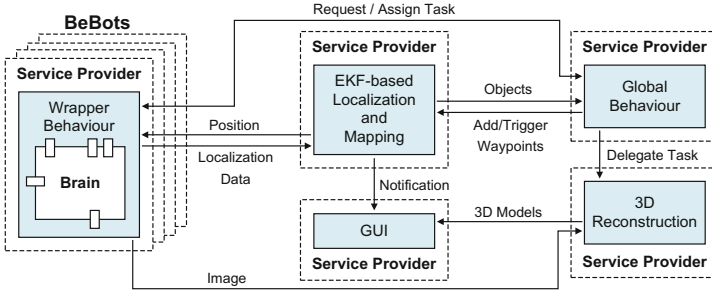 Request / Assign Task
BeBots
Service Provider
Wrapper
Behaviour
Brain
Position
Localization
Data
Service Provider
EKF-based
Localization
and
Mapping
Objects
Add/Trigger
Waypoints
Service Provider
Global
Behaviour
Delegate Task
Notification
GUI
Service Provider
3D Models
3D
Reconstruction
Service Provider
Image